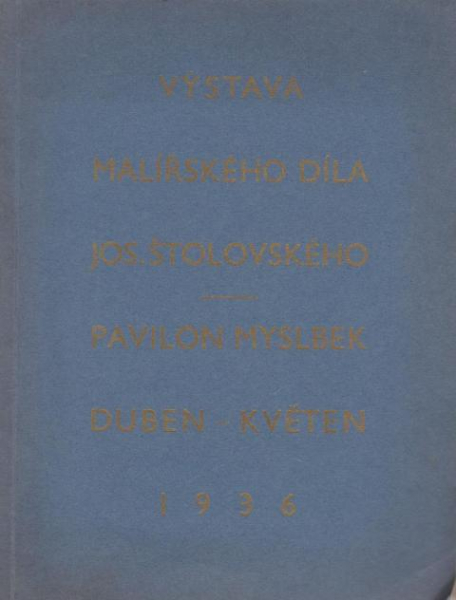 VÝSTAVA
MALÍŘSKÉHO DÍLA
JOS. ŠTOLOVSKÉHO
PAVILON MYSLBEK
DUBEN - KVĚTEN
1936